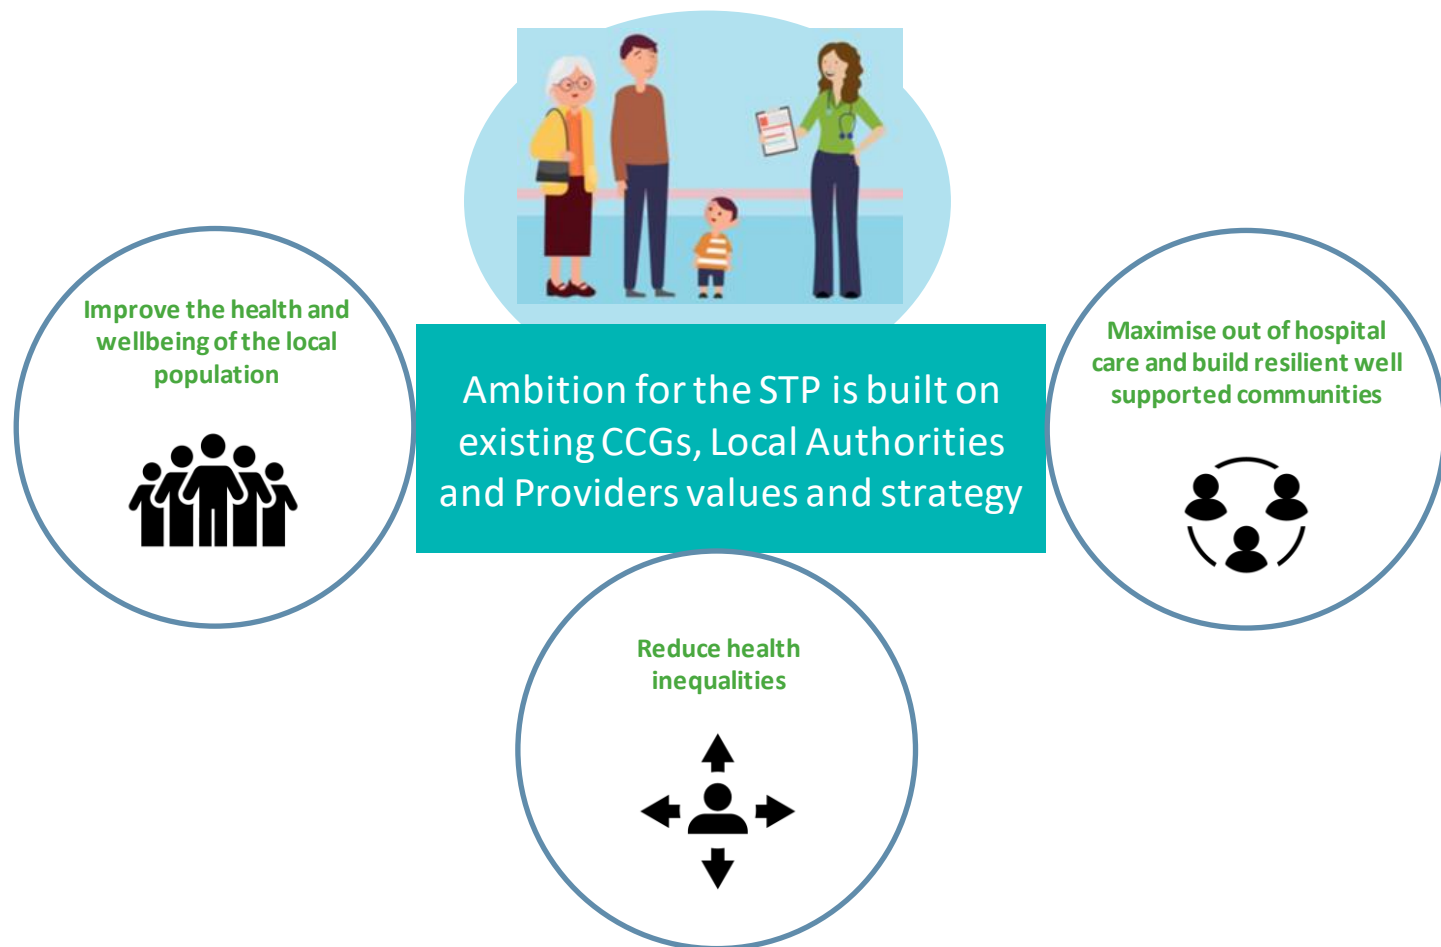 Improve the health and
wellbeing of the local
population
Ambition for the STP is built on
existing CCGs, Local Authorities
and Providers values and strategy
Maximise out of hospital
care and build resilient well
supported communities
Reduce health
inequalities